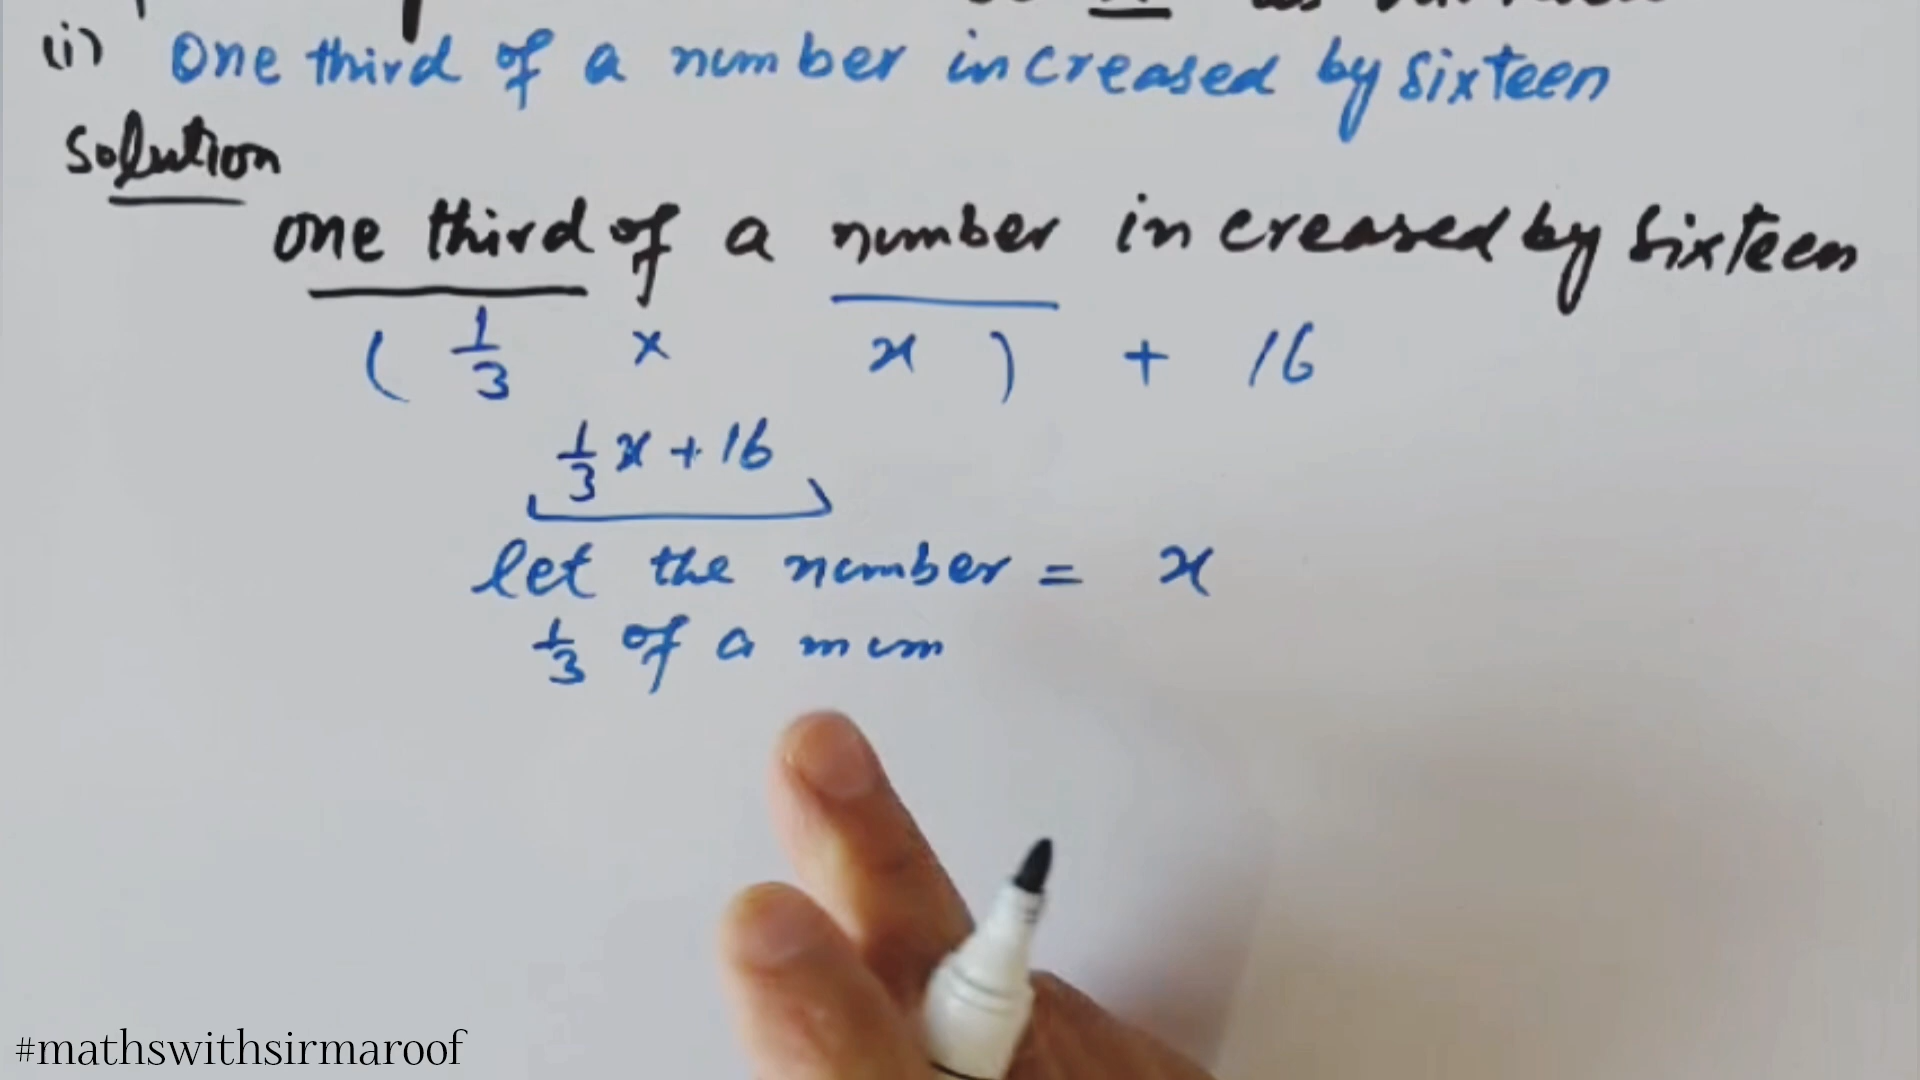 (i) One third of a number increased by sixteen
Solution
one third of a number increased by sixteen
( 1/3 × x ) + 16
1/3 x + 16
let the number = x
1/3 of a num
#mathswithsirmaroof